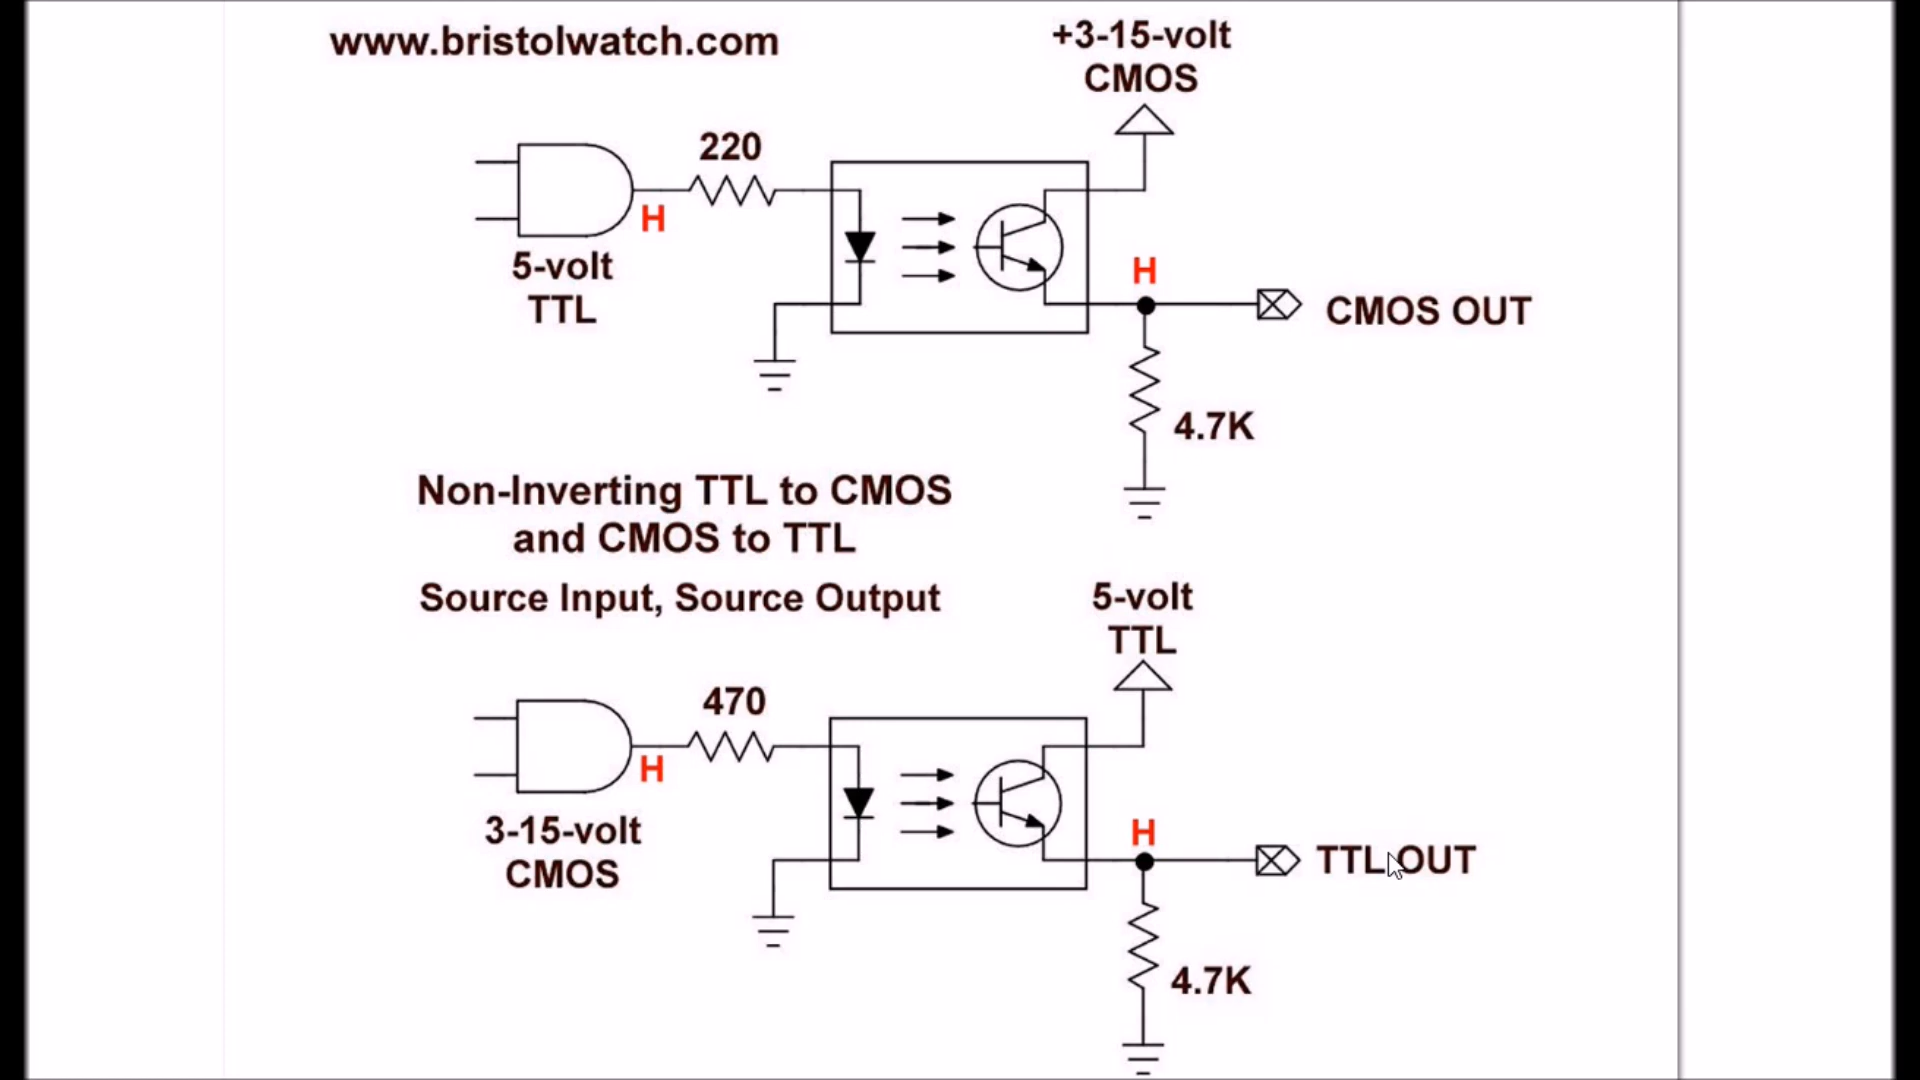 www.bristolwatch.com
+3-15-volt
CMOS
220
H
5-volt
TTL
H
CMOS OUT
4.7K
Non-Inverting TTL to CMOS
and CMOS to TTL
Source Input, Source Output
5-volt
TTL
470
H
3-15-volt
CMOS
H
TTL OUT
4.7K